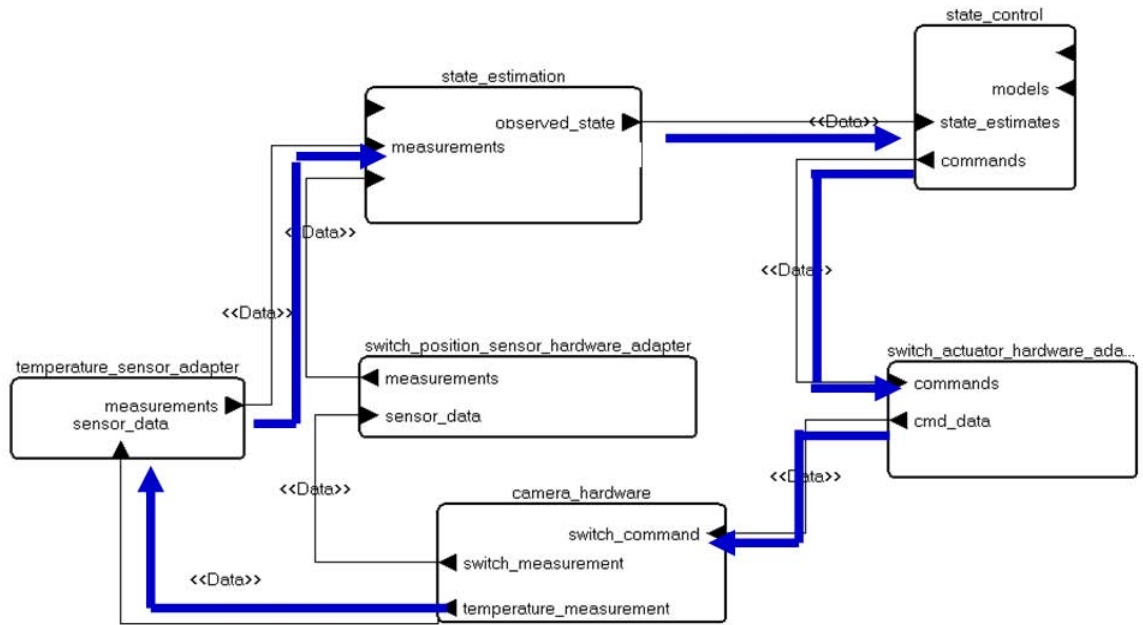 state_control
models
state_estimates
commands
state_estimation
observed_state
measurements
<<Data>>
<<Data>>
<<Data>>
<<Data>>
temperature_sensor_adapter
measurements
sensor_data
switch_position_sensor_hardware_adapter
measurements
sensor_data
switch_actuator_hardware_ada...
commands
cmd_data
<<Data>>
<<Data>>
<<Data>>
camera_hardware
switch_command
switch_measurement
temperature_measurement